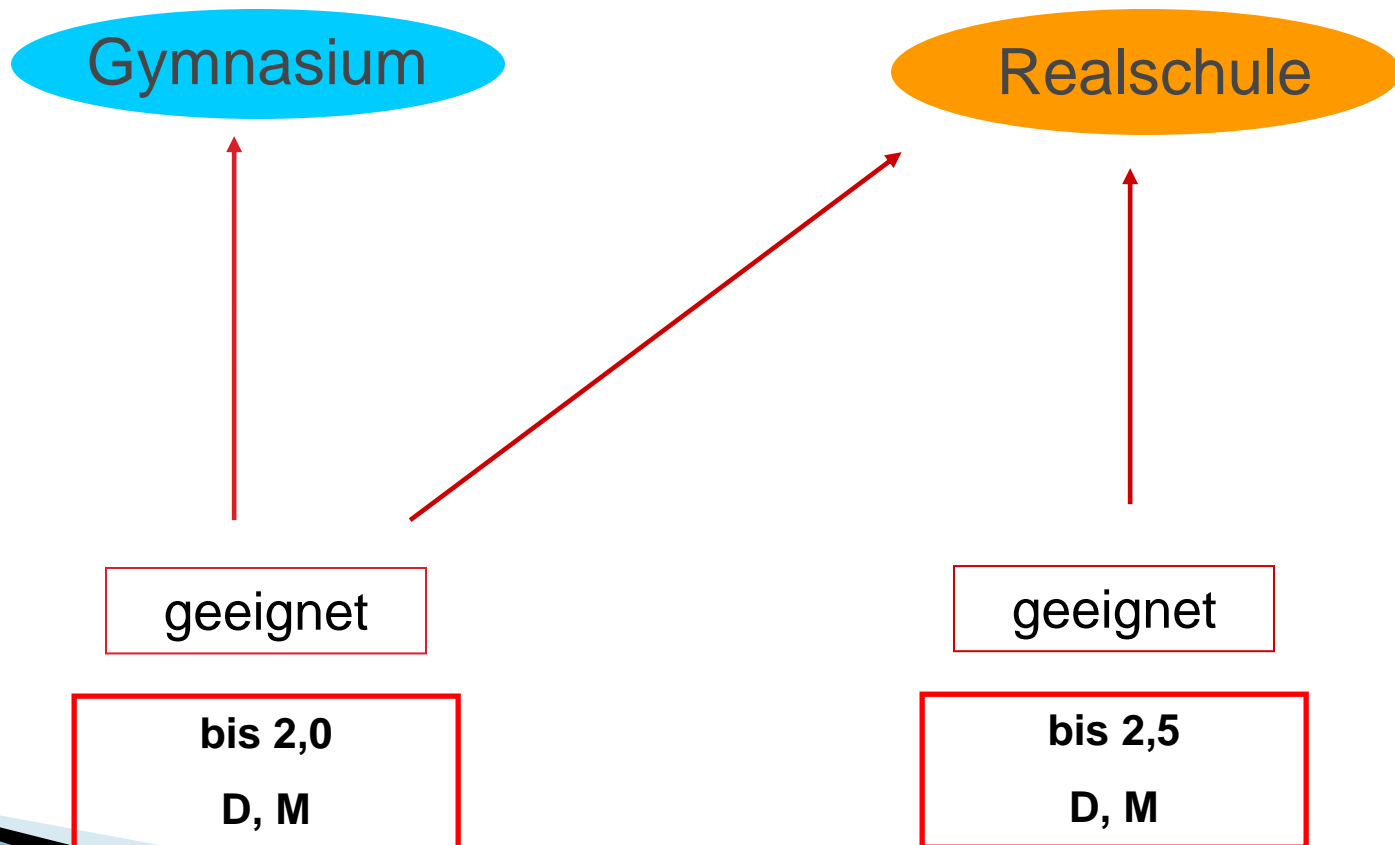 Gymnasium
Realschule
geeignet
geeignet
bis 2,0
D, M
bis 2,5
D, M